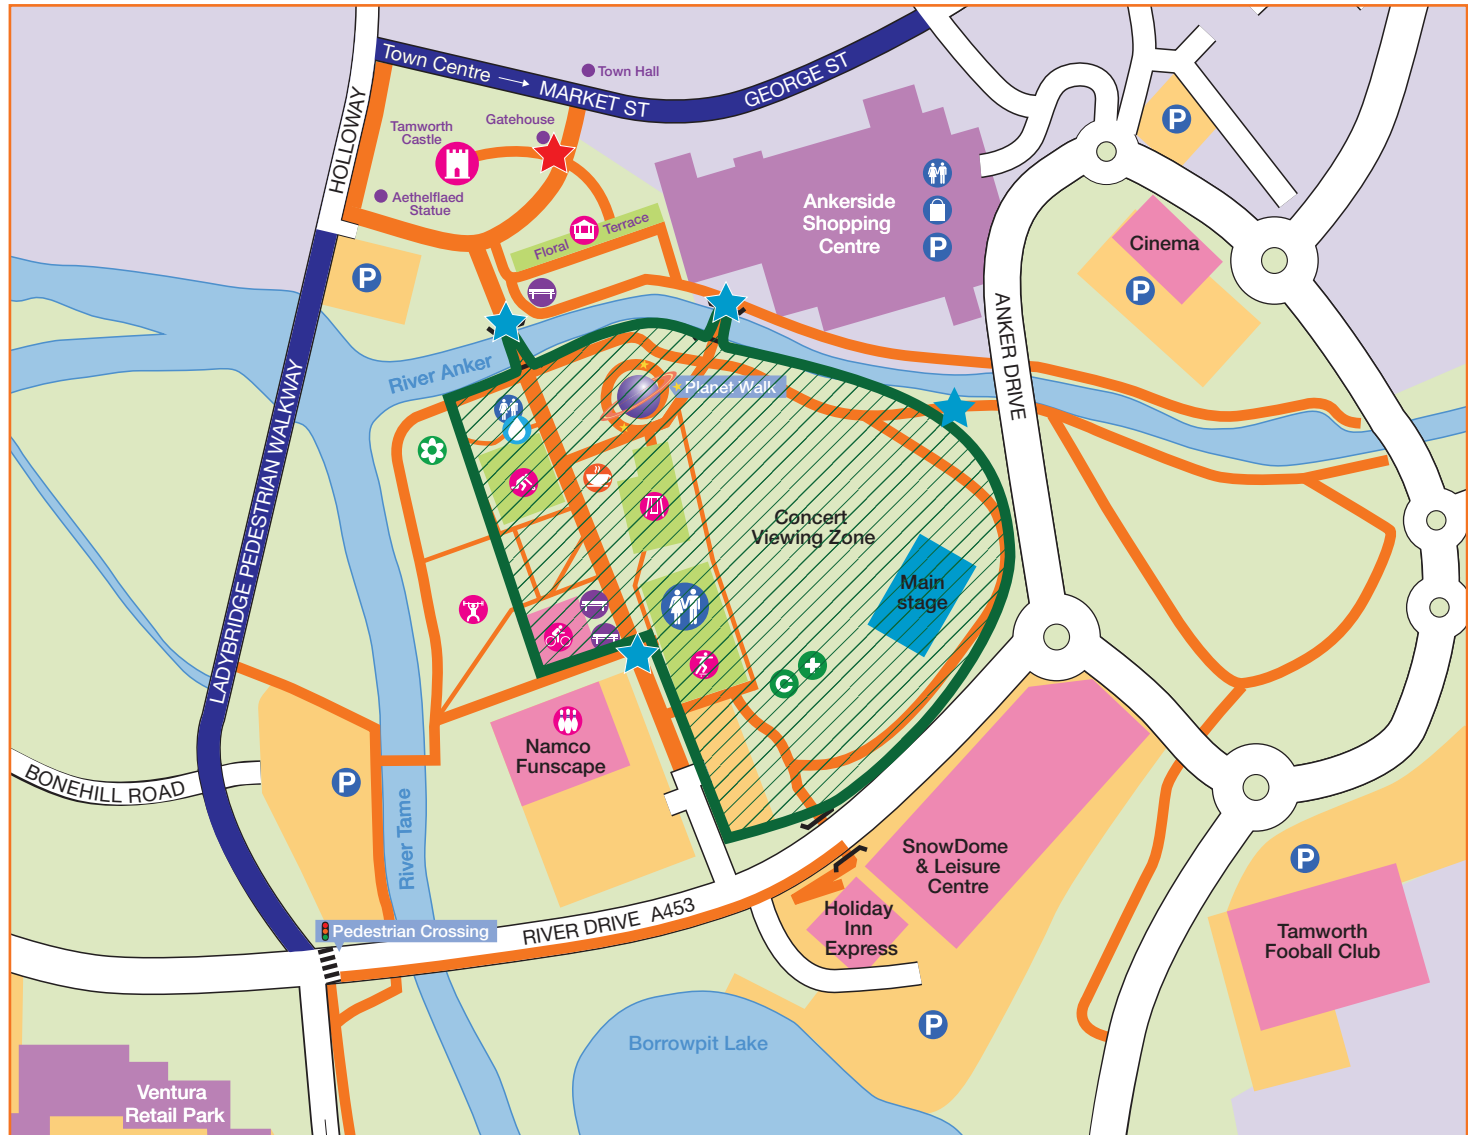 Town Centre
MARKET ST
GEORGE ST
Town Hall
HOLLOWAY
Gatehouse
Tamworth
Castle
Aethelflaed
Statue
Floral Terrace
Ankerside
Shopping
Centre
P
P
P
Cinema
P
ANKER DRIVE
River Anker
Planet Walk
LADYBRIDGE PEDESTRIAN WALKWAY
Concert
Viewing Zone
Main
stage
C
Namco
Funscape
BONEHILL ROAD
P
River Tame
SnowDome
& Leisure
Centre
P
Holiday
Inn
Express
RIVER DRIVE A453
Pedestrian Crossing
Tamworth
Fooball Club
P
Borrowpit Lake
Ventura
Retail Park